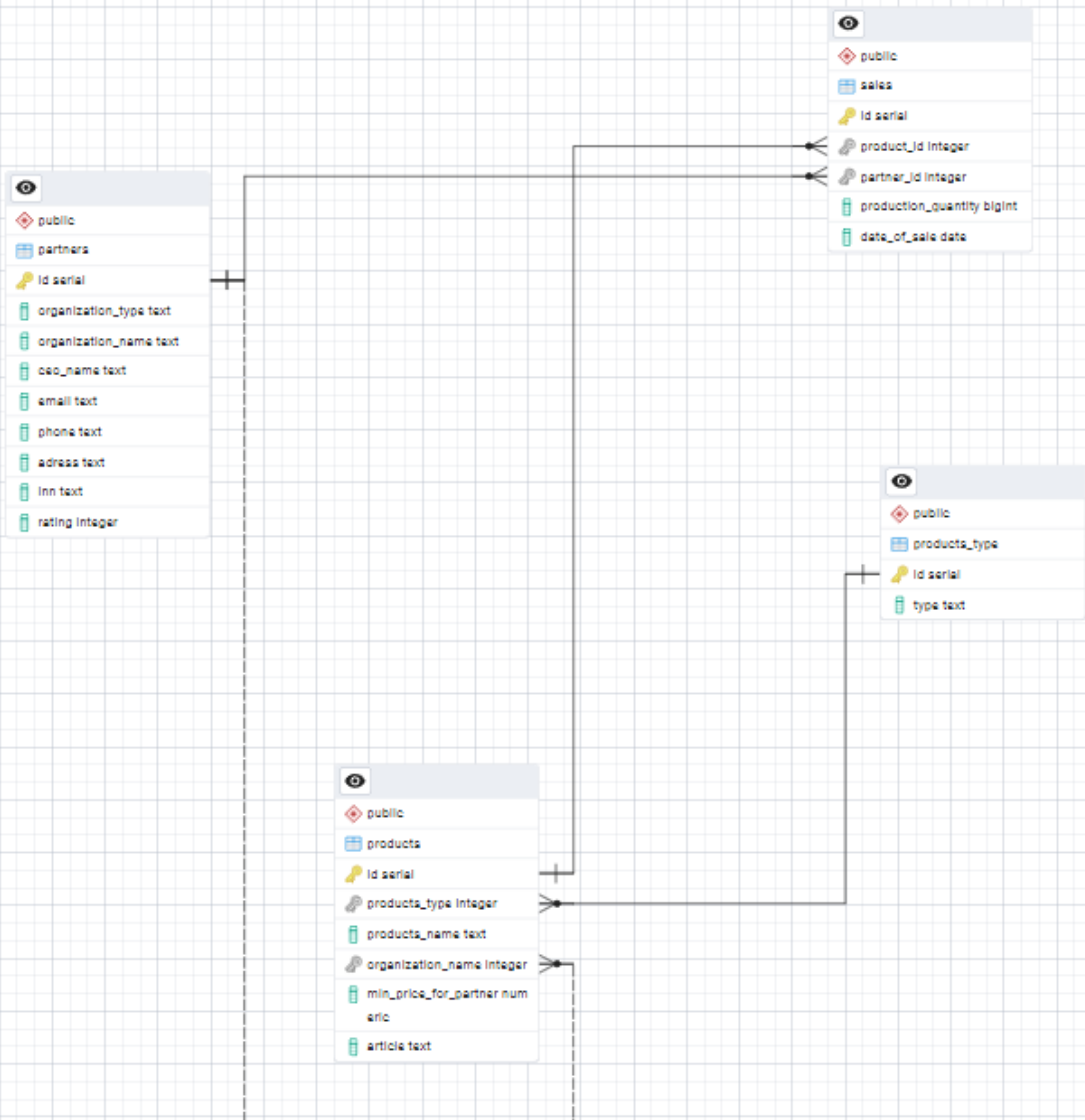 public
sales
id serial
product_id integer
partner_id integer
production_quantity bigint
date_of_sale date
public
partners
id serial
organization_type text
organization_name text
ceo_name text
email text
phone text
adress text
inn text
rating integer
public
products_type
id serial
type text
public
products
id serial
products_type integer
products_name text
organization_name integer
min_price_for_partner num
eric
article text